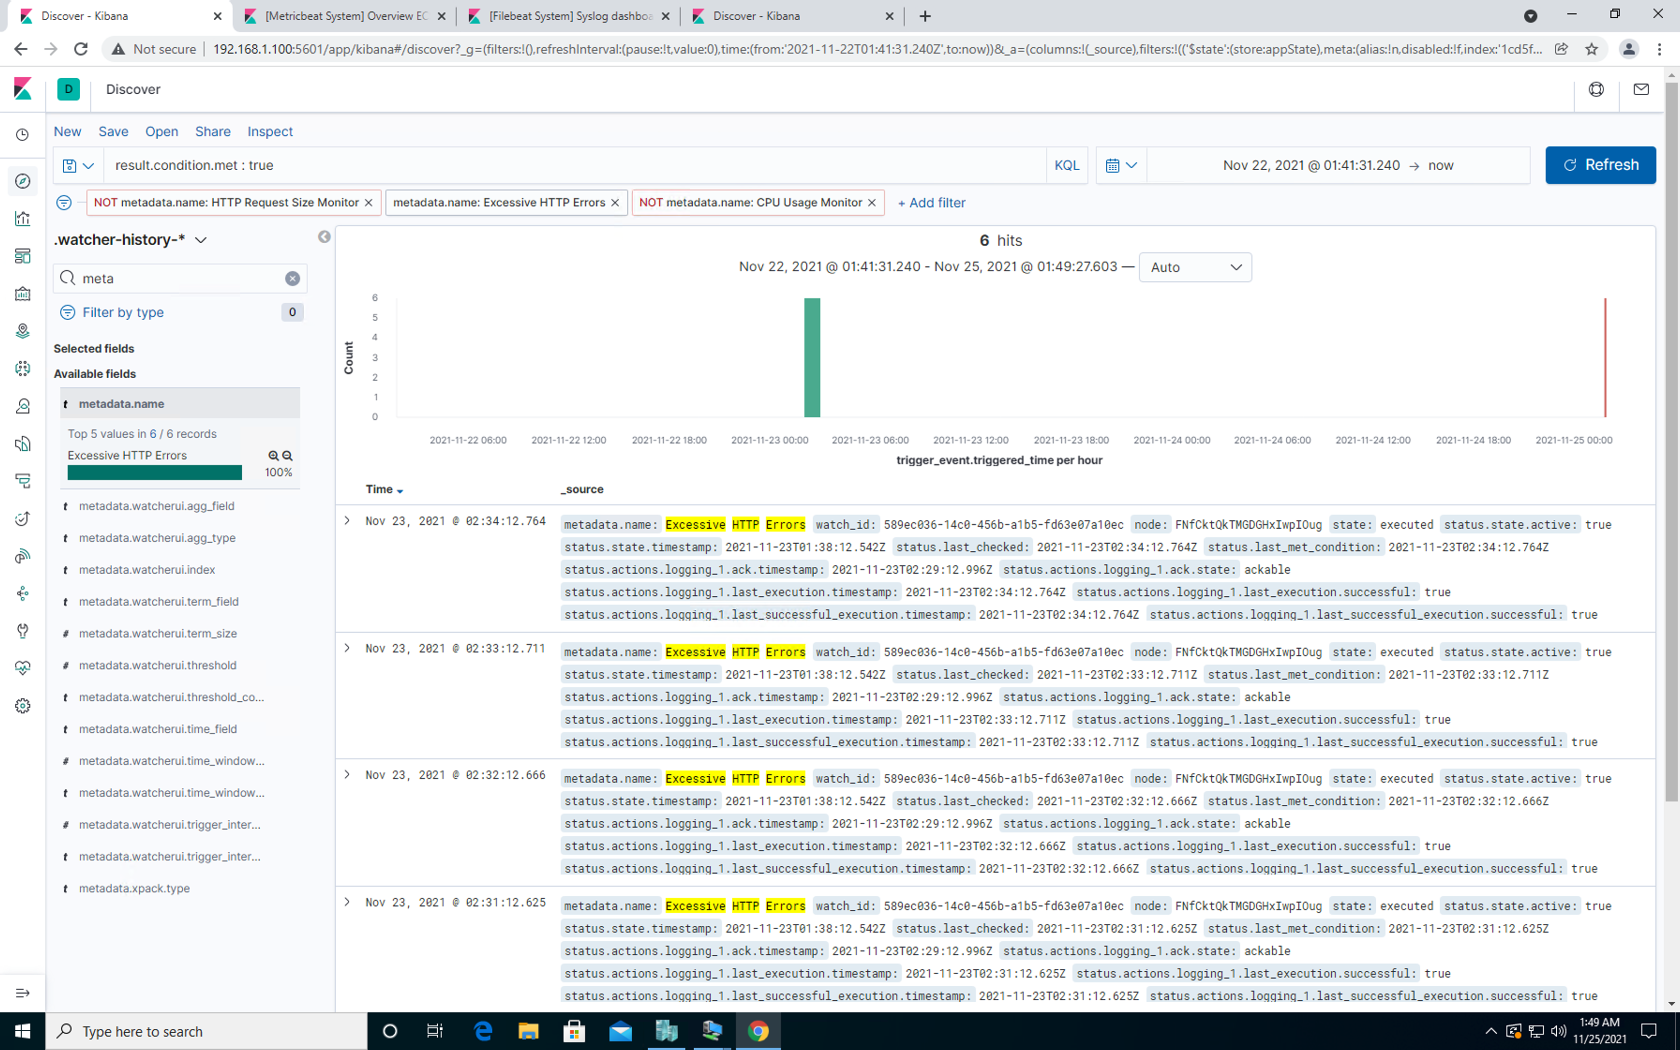 Discover - Kibana
[Metricbeat System] Overview EC
[Filebeat System] Syslog dashboa
Discover - Kibana
Not secure
192.168.1.100:5601/app/kibana#/discover?_g=(filters:!(),refreshInterval:(pause:!t,value:0),time:(from:'2021-11-22T01:41:31.240Z',to:now))&_a=(columns:!(_source),filters:!(('$state':(store:appState),meta:(alias:!n,disabled:!f,index:'1cd5f...
D
Discover
New Save Open Share Inspect
result.condition.met : true
KQL
Nov 22, 2021 @ 01:41:31.240 → now
Refresh
NOT metadata.name: HTTP Request Size Monitor ×
metadata.name: Excessive HTTP Errors ×
NOT metadata.name: CPU Usage Monitor ×
+ Add filter
.watcher-history-*
meta
Filter by type 0
Selected fields
Available fields
t metadata.name
Top 5 values in 6 / 6 records
Excessive HTTP Errors
100%
t metadata.watcherui.agg_field
t metadata.watcherui.agg_type
t metadata.watcherui.index
t metadata.watcherui.term_field
# metadata.watcherui.term_size
# metadata.watcherui.threshold
t metadata.watcherui.threshold_co...
t metadata.watcherui.time_field
# metadata.watcherui.time_window...
t metadata.watcherui.time_window...
# metadata.watcherui.trigger_inter...
t metadata.watcherui.trigger_inter...
t metadata.xpack.type
6 hits
Nov 22, 2021 @ 01:41:31.240 - Nov 25, 2021 @ 01:49:27.603 —
Auto
Count
6
5
4
3
2
1
0
2021-11-22 06:00 2021-11-22 12:00 2021-11-22 18:00 2021-11-23 00:00 2021-11-23 06:00 2021-11-23 12:00 2021-11-23 18:00 2021-11-24 00:00 2021-11-24 06:00 2021-11-24 12:00 2021-11-24 18:00 2021-11-25 00:00
trigger_event.triggered_time per hour
Time _source
Nov 23, 2021 @ 02:34:12.764 metadata.name: Excessive HTTP Errors watch_id: 589ec036-14c0-456b-a1b5-fd63e07a10ec node: FNfCktQkTMGDGHxIwpIOug state: executed status.state.active: true
status.state.timestamp: 2021-11-23T01:38:12.542Z status.last_checked: 2021-11-23T02:34:12.764Z status.last_met_condition: 2021-11-23T02:34:12.764Z
status.actions.logging_1.ack.timestamp: 2021-11-23T02:29:12.996Z status.actions.logging_1.ack.state: ackable
status.actions.logging_1.last_execution.timestamp: 2021-11-23T02:34:12.764Z status.actions.logging_1.last_execution.successful: true
status.actions.logging_1.last_successful_execution.timestamp: 2021-11-23T02:34:12.764Z status.actions.logging_1.last_successful_execution.successful: true
Nov 23, 2021 @ 02:33:12.711 metadata.name: Excessive HTTP Errors watch_id: 589ec036-14c0-456b-a1b5-fd63e07a10ec node: FNfCktQkTMGDGHxIwpIOug state: executed status.state.active: true
status.state.timestamp: 2021-11-23T01:38:12.542Z status.last_checked: 2021-11-23T02:33:12.711Z status.last_met_condition: 2021-11-23T02:33:12.711Z
status.actions.logging_1.ack.timestamp: 2021-11-23T02:29:12.996Z status.actions.logging_1.ack.state: ackable
status.actions.logging_1.last_execution.timestamp: 2021-11-23T02:33:12.711Z status.actions.logging_1.last_execution.successful: true
status.actions.logging_1.last_successful_execution.timestamp: 2021-11-23T02:33:12.711Z status.actions.logging_1.last_successful_execution.successful: true
Nov 23, 2021 @ 02:32:12.666 metadata.name: Excessive HTTP Errors watch_id: 589ec036-14c0-456b-a1b5-fd63e07a10ec node: FNfCktQkTMGDGHxIwpIOug state: executed status.state.active: true
status.state.timestamp: 2021-11-23T01:38:12.542Z status.last_checked: 2021-11-23T02:32:12.666Z status.last_met_condition: 2021-11-23T02:32:12.666Z
status.actions.logging_1.ack.timestamp: 2021-11-23T02:29:12.996Z status.actions.logging_1.ack.state: ackable
status.actions.logging_1.last_execution.timestamp: 2021-11-23T02:32:12.666Z status.actions.logging_1.last_execution.successful: true
status.actions.logging_1.last_successful_execution.timestamp: 2021-11-23T02:32:12.666Z status.actions.logging_1.last_successful_execution.successful: true
Nov 23, 2021 @ 02:31:12.625 metadata.name: Excessive HTTP Errors watch_id: 589ec036-14c0-456b-a1b5-fd63e07a10ec node: FNfCktQkTMGDGHxIwpIOug state: executed status.state.active: true
status.state.timestamp: 2021-11-23T01:38:12.542Z status.last_checked: 2021-11-23T02:31:12.625Z status.last_met_condition: 2021-11-23T02:31:12.625Z
status.actions.logging_1.ack.timestamp: 2021-11-23T02:29:12.996Z status.actions.logging_1.ack.state: ackable
status.actions.logging_1.last_execution.timestamp: 2021-11-23T02:31:12.625Z status.actions.logging_1.last_execution.successful: true
status.actions.logging_1.last_successful_execution.timestamp: 2021-11-23T02:31:12.625Z status.actions.logging_1.last_successful_execution.successful: true
Type here to search
1:49 AM
11/25/2021